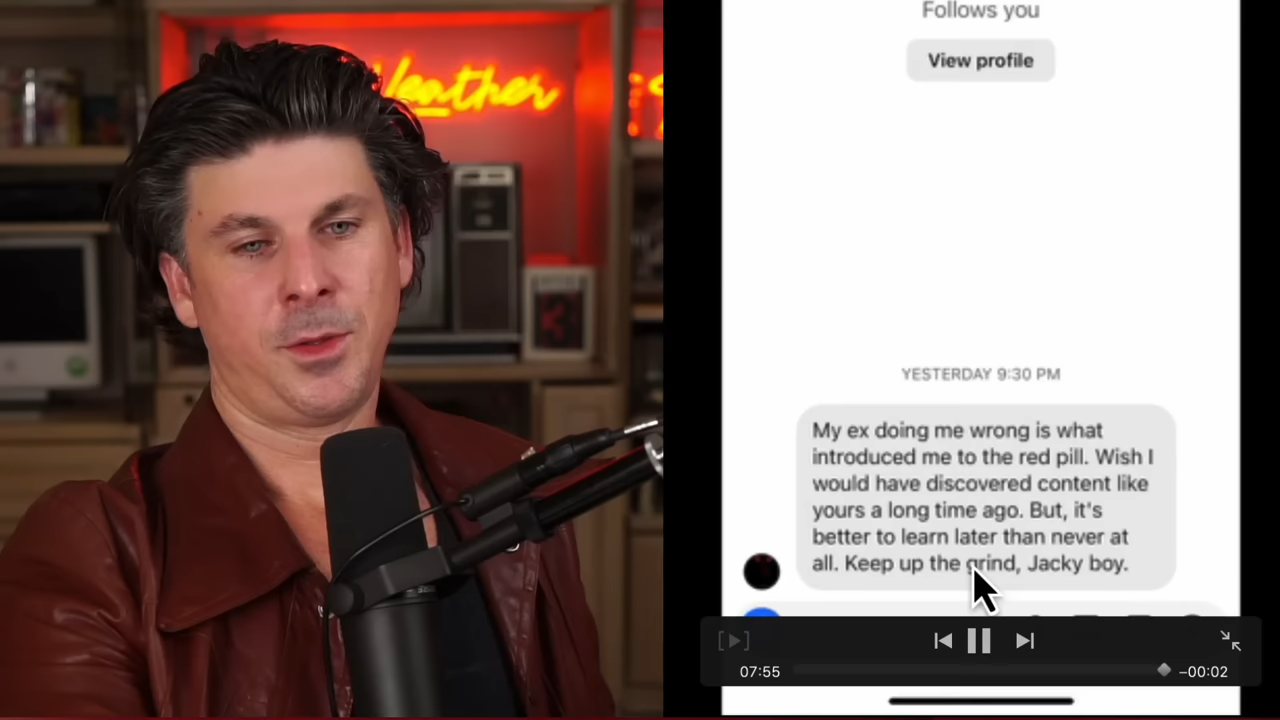 Weather
Follows you
View profile
YESTERDAY 9:30 PM
My ex doing me wrong is what
introduced me to the red pill. Wish I
would have discovered content like
yours a long time ago. But, it's
better to learn later than never at
all. Keep up the grind, Jacky boy.
07:55
–00:02